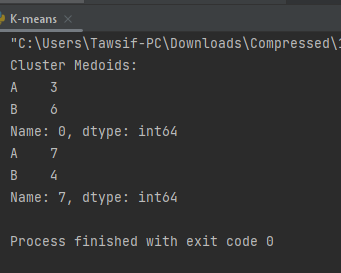 K-means
"C:\Users\Tawsif-PC\Downloads\Compressed\
Cluster Medoids:
A    3
B    6
Name: 0, dtype: int64
A    7
B    4
Name: 7, dtype: int64
Process finished with exit code 0